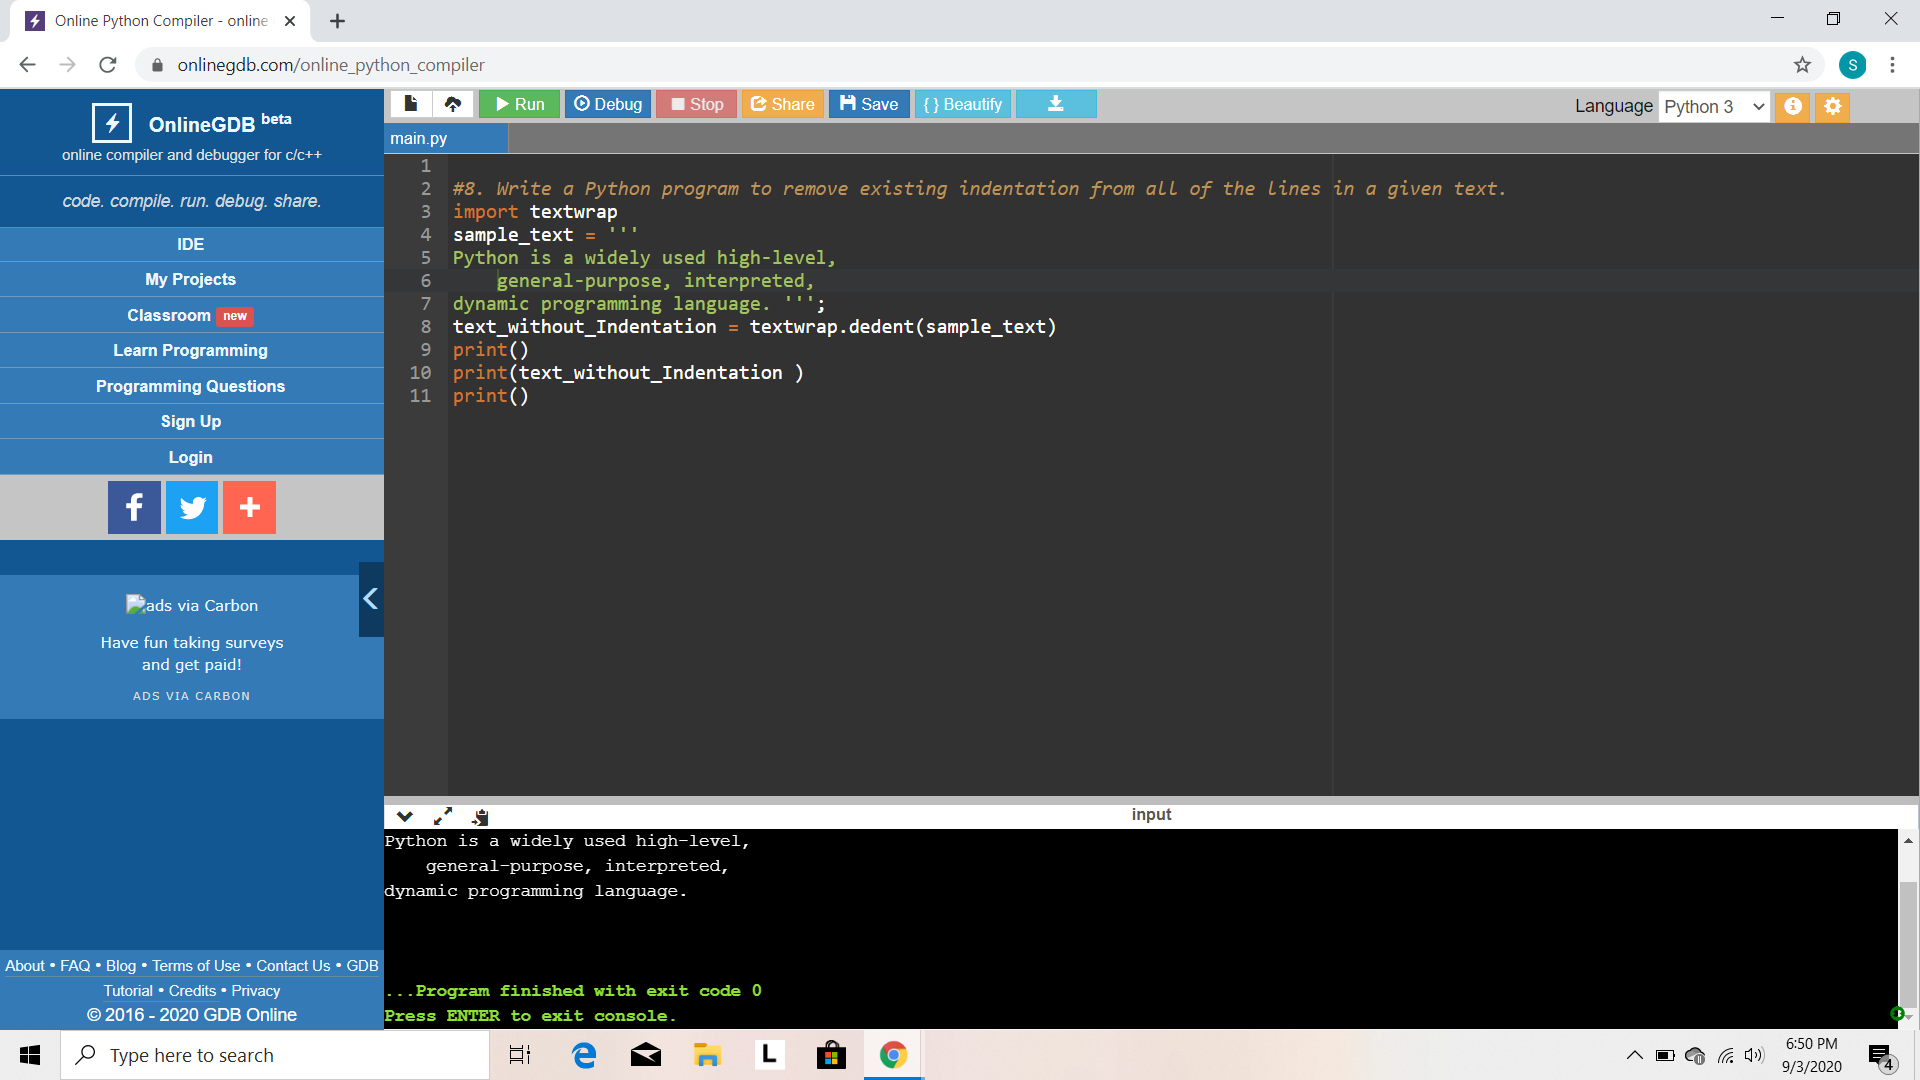 Online Python Compiler - online
onlinegdb.com/online_python_compiler
S
OnlineGDB beta
online compiler and debugger for c/c++
code. compile. run. debug. share.
IDE
My Projects
Classroom new
Learn Programming
Programming Questions
Sign Up
Login
ads via Carbon
Have fun taking surveys
and get paid!
ADS VIA CARBON
About • FAQ • Blog • Terms of Use • Contact Us • GDB
Tutorial • Credits • Privacy
© 2016 - 2020 GDB Online
Run Debug Stop Share Save { } Beautify
Language Python 3
main.py
1
2 #8. Write a Python program to remove existing indentation from all of the lines in a given text.
3 import textwrap
4 sample_text = '''
5 Python is a widely used high-level,
6     general-purpose, interpreted,
7 dynamic programming language. ''';
8 text_without_Indentation = textwrap.dedent(sample_text)
9 print()
10 print(text_without_Indentation )
11 print()
input
Python is a widely used high-level,
    general-purpose, interpreted,
dynamic programming language.
...Program finished with exit code 0
Press ENTER to exit console.
Type here to search
L
6:50 PM
9/3/2020
4